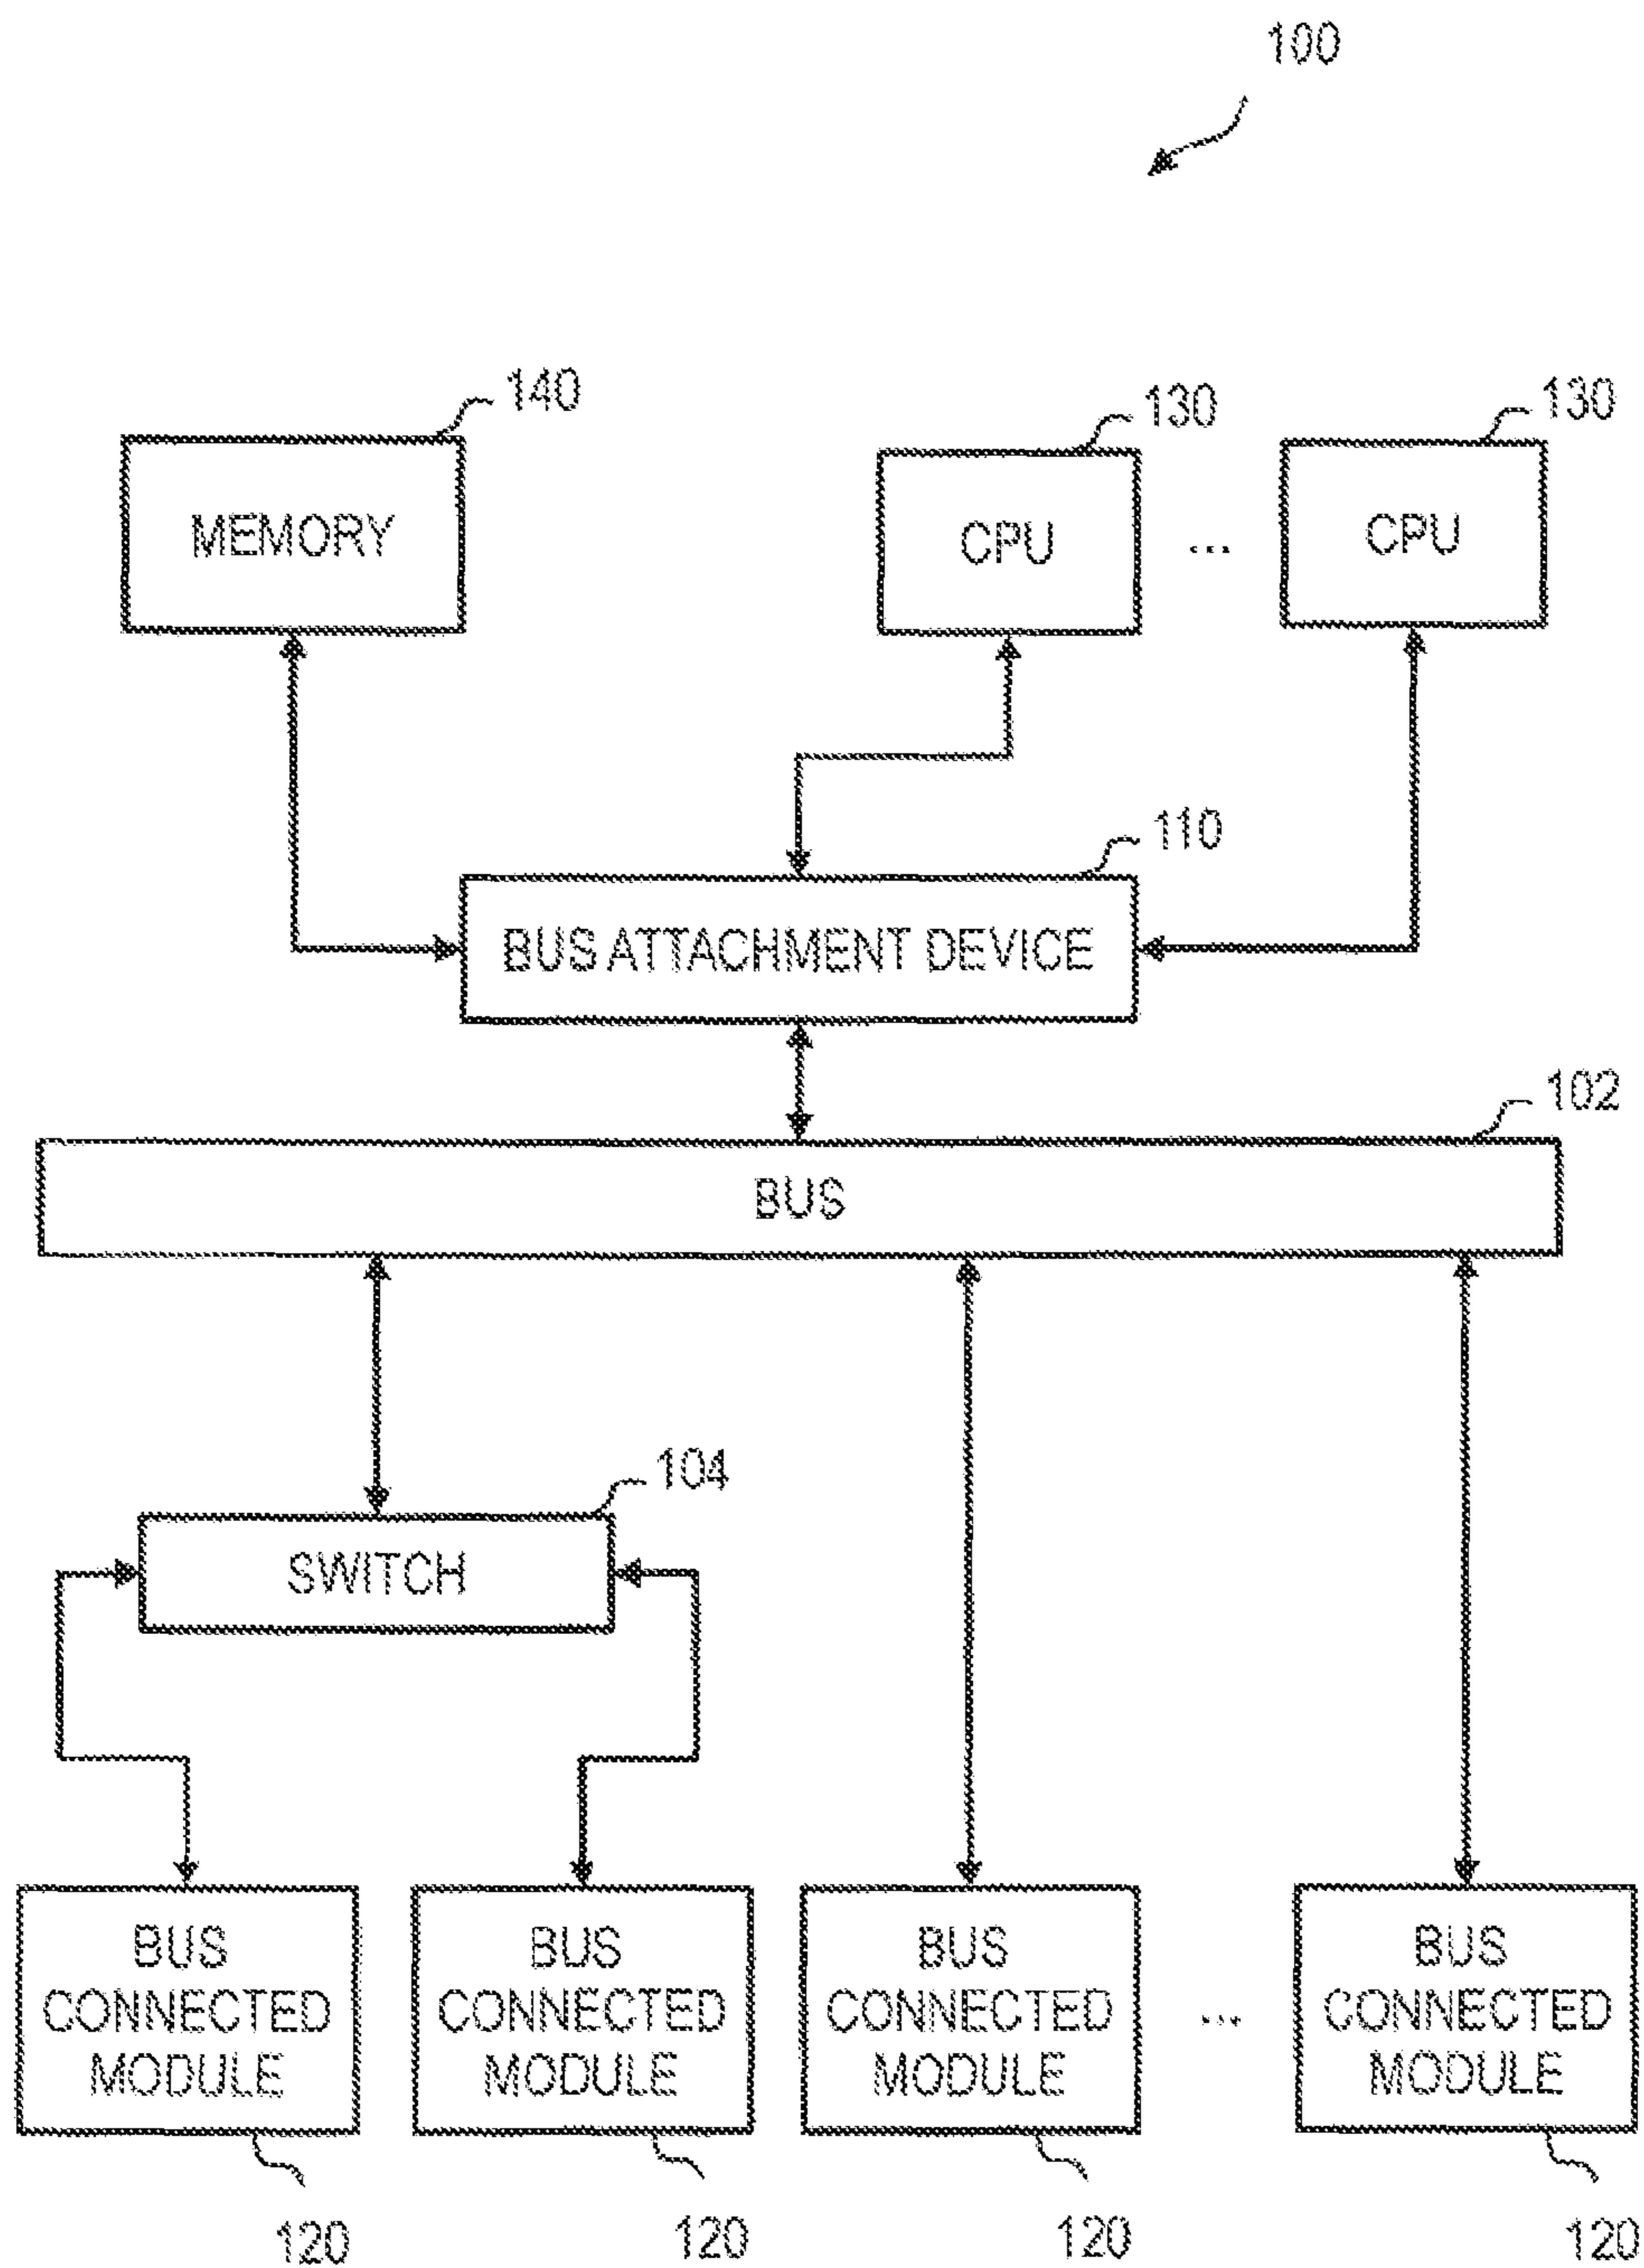 100
140
130
130
MEMORY
CPU
...
CPU
110
BUS ATTACHMENT DEVICE
102
BUS
104
SWITCH
BUS CONNECTED MODULE
BUS CONNECTED MODULE
BUS CONNECTED MODULE
...
BUS CONNECTED MODULE
120
120
120
120